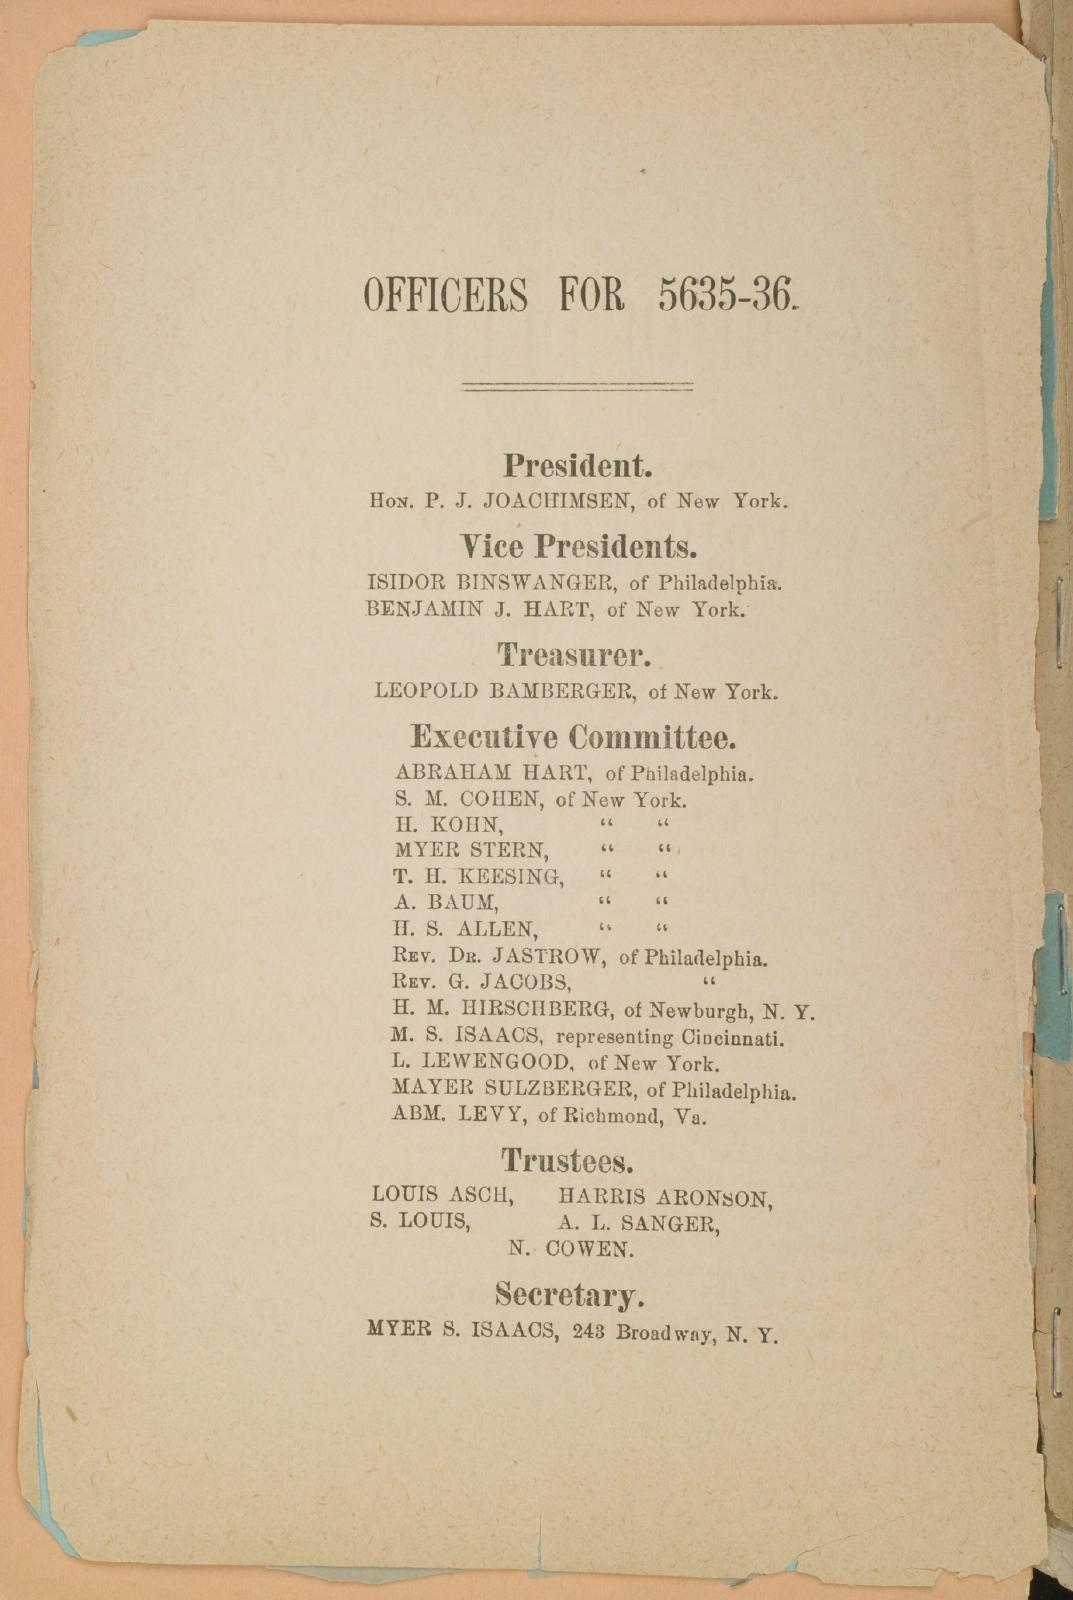 OFFICERS FOR 5635-36.
President.
HON. P. J. JOACHIMSEN, of New York.
Vice Presidents.
ISIDOR BINSWANGER, of Philadelphia.
BENJAMIN J. HART, of New York.
Treasurer.
LEOPOLD BAMBERGER, of New York.
Executive Committee.
ABRAHAM HART, of Philadelphia.
S. M. COHEN, of New York.
H. KOHN, “ “
MYER STERN, “ “
T. H. KEESING, “ “
A. BAUM, “ “
H. S. ALLEN, “ “
REV. DR. JASTROW, of Philadelphia.
REV. G. JACOBS, “
H. M. HIRSCHBERG, of Newburgh, N. Y.
M. S. ISAACS, representing Cincinnati.
L. LEWENGOOD, of New York.
MAYER SULZBERGER, of Philadelphia.
ABM. LEVY, of Richmond, Va.
Trustees.
LOUIS ASCH, HARRIS ARONSON,
S. LOUIS, A. L. SANGER,
N. COWEN.
Secretary.
MYER S. ISAACS, 243 Broadway, N. Y.